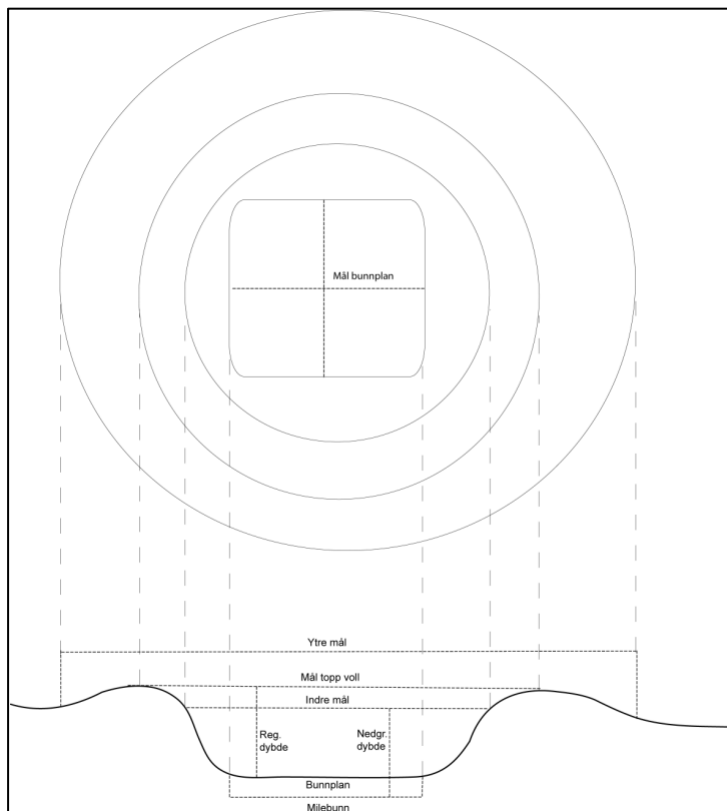 Mål bunnplan
Ytre mål
Mål topp voll
Indre mål
Reg.
dybde
Nedgr.
dybde
Bunnplan
Milebunn